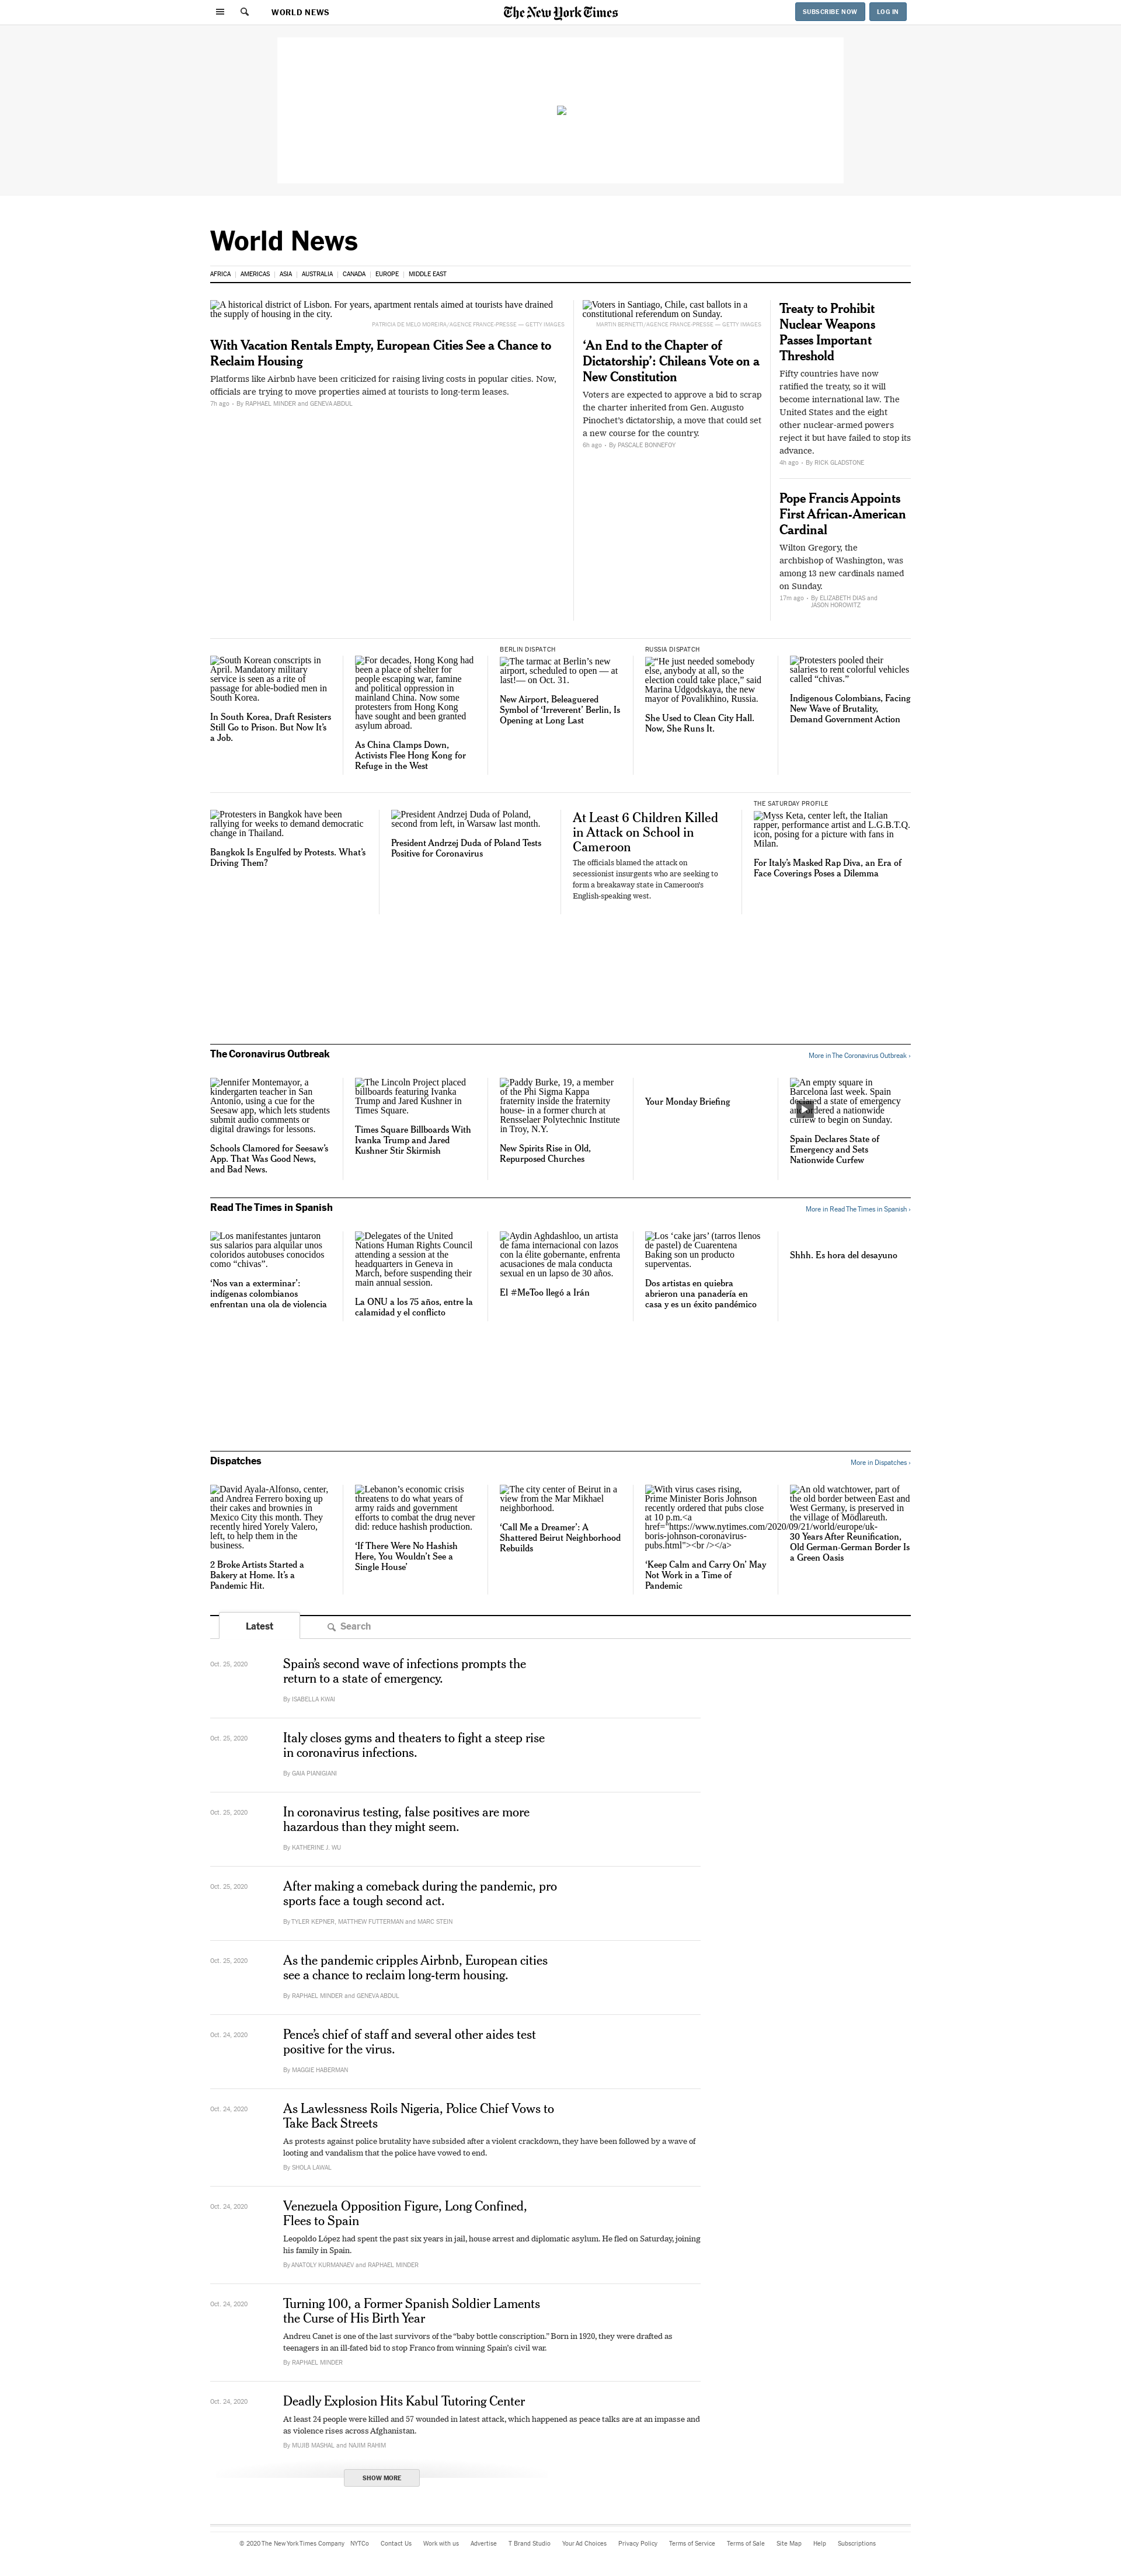 WORLD NEWS
The New York Times
SUBSCRIBE NOW
LOG IN
World News
AFRICA
AMERICAS
ASIA
AUSTRALIA
CANADA
EUROPE
MIDDLE EAST
A historical district of Lisbon. For years, apartment rentals aimed at tourists have drained
the supply of housing in the city.
PATRICIA DE MELO MOREIRA/AGENCE FRANCE-PRESSE — GETTY IMAGES
With Vacation Rentals Empty, European Cities See a Chance to
Reclaim Housing
Platforms like Airbnb have been criticized for raising living costs in popular cities. Now,
officials are trying to move properties aimed at tourists to long-term leases.
7h ago • By RAPHAEL MINDER and GENEVA ABDUL
Voters in Santiago, Chile, cast ballots in a
constitutional referendum on Sunday.
MARTIN BERNETTI/AGENCE FRANCE-PRESSE — GETTY IMAGES
‘An End to the Chapter of
Dictatorship’: Chileans Vote on a
New Constitution
Voters are expected to approve a bid to scrap
the charter inherited from Gen. Augusto
Pinochet’s dictatorship, a move that could set
a new course for the country.
6h ago • By PASCALE BONNEFOY
Treaty to Prohibit
Nuclear Weapons
Passes Important
Threshold
Fifty countries have now
ratified the treaty, so it will
become international law. The
United States and the eight
other nuclear-armed powers
reject it but have failed to stop its
advance.
4h ago • By RICK GLADSTONE
Pope Francis Appoints
First African-American
Cardinal
Wilton Gregory, the
archbishop of Washington, was
among 13 new cardinals named
on Sunday.
17m ago • By ELIZABETH DIAS and
JASON HOROWITZ
South Korean conscripts in
April. Mandatory military
service is seen as a rite of
passage for able-bodied men in
South Korea.
In South Korea, Draft Resisters
Still Go to Prison. But Now It’s
a Job.
For decades, Hong Kong had
been a place of shelter for
people escaping war, famine
and political oppression in
mainland China. Now some
protesters from Hong Kong
have sought and been granted
asylum abroad.
As China Clamps Down,
Activists Flee Hong Kong for
Refuge in the West
BERLIN DISPATCH
The tarmac at Berlin’s new
airport, scheduled to open — at
last!— on Oct. 31.
New Airport, Beleaguered
Symbol of ‘Irreverent’ Berlin, Is
Opening at Long Last
RUSSIA DISPATCH
“He just needed somebody
else, anybody at all, so the
election could take place,” said
Marina Udgodskaya, the new
mayor of Povalikhino, Russia.
She Used to Clean City Hall.
Now, She Runs It.
Protesters pooled their
salaries to rent colorful vehicles
called “chivas.”
Indigenous Colombians, Facing
New Wave of Brutality,
Demand Government Action
Protesters in Bangkok have been
rallying for weeks to demand democratic
change in Thailand.
Bangkok Is Engulfed by Protests. What’s
Driving Them?
President Andrzej Duda of Poland,
second from left, in Warsaw last month.
President Andrzej Duda of Poland Tests
Positive for Coronavirus
At Least 6 Children Killed
in Attack on School in
Cameroon
The officials blamed the attack on
secessionist insurgents who are seeking to
form a breakaway state in Cameroon’s
English-speaking west.
THE SATURDAY PROFILE
Myss Keta, center left, the Italian
rapper, performance artist and L.G.B.T.Q.
icon, posing for a picture with fans in
Milan.
For Italy’s Masked Rap Diva, an Era of
Face Coverings Poses a Dilemma
The Coronavirus Outbreak
More in The Coronavirus Outbreak ›
Jennifer Montemayor, a
kindergarten teacher in San
Antonio, using a cue for the
Seesaw app, which lets students
submit audio comments or
digital drawings for lessons.
Schools Clamored for Seesaw’s
App. That Was Good News,
and Bad News.
The Lincoln Project placed
billboards featuring Ivanka
Trump and Jared Kushner in
Times Square.
Times Square Billboards With
Ivanka Trump and Jared
Kushner Stir Skirmish
Paddy Burke, 19, a member
of the Phi Sigma Kappa
fraternity inside the fraternity
house- in a former church at
Rensselaer Polytechnic Institute
in Troy, N.Y.
New Spirits Rise in Old,
Repurposed Churches
Your Monday Briefing
An empty square in
Barcelona last week. Spain
declared a state of emergency
and ordered a nationwide
curfew to begin on Sunday.
Spain Declares State of
Emergency and Sets
Nationwide Curfew
Read The Times in Spanish
More in Read The Times in Spanish ›
Los manifestantes juntaron
sus salarios para alquilar unos
coloridos autobuses conocidos
como “chivas”.
‘Nos van a exterminar’:
indígenas colombianos
enfrentan una ola de violencia
Delegates of the United
Nations Human Rights Council
attending a session at the
headquarters in Geneva in
March, before suspending their
main annual session.
La ONU a los 75 años, entre la
calamidad y el conflicto
Aydin Aghdashloo, un artista
de fama internacional con lazos
con la élite gobernante, enfrenta
acusaciones de mala conducta
sexual en un lapso de 30 años.
El #MeToo llegó a Irán
Los ‘cake jars’ (tarros llenos
de pastel) de Cuarentena
Baking son un producto
superventas.
Dos artistas en quiebra
abrieron una panadería en
casa y es un éxito pandémico
Shhh. Es hora del desayuno
Dispatches
More in Dispatches ›
David Ayala-Alfonso, center,
and Andrea Ferrero boxing up
their cakes and brownies in
Mexico City this month. They
recently hired Yorely Valero,
left, to help them in the
business.
2 Broke Artists Started a
Bakery at Home. It’s a
Pandemic Hit.
Lebanon’s economic crisis
threatens to do what years of
army raids and government
efforts to combat the drug never
did: reduce hashish production.
‘If There Were No Hashish
Here, You Wouldn’t See a
Single House’
The city center of Beirut in a
view from the Mar Mikhael
neighborhood.
‘Call Me a Dreamer’: A
Shattered Beirut Neighborhood
Rebuilds
With virus cases rising,
Prime Minister Boris Johnson
recently ordered that pubs close
at 10 p.m.<a
href="https://www.nytimes.com/2020/09/21/world/europe/uk-
boris-johnson-coronavirus-
pubs.html"><br /></a>
‘Keep Calm and Carry On’ May
Not Work in a Time of
Pandemic
An old watchtower, part of
the old border between East and
West Germany, is preserved in
the village of Mödlareuth.
30 Years After Reunification,
Old German-German Border Is
a Green Oasis
Latest
Search
Oct. 25, 2020
Spain’s second wave of infections prompts the
return to a state of emergency.
By ISABELLA KWAI
Oct. 25, 2020
Italy closes gyms and theaters to fight a steep rise
in coronavirus infections.
By GAIA PIANIGIANI
Oct. 25, 2020
In coronavirus testing, false positives are more
hazardous than they might seem.
By KATHERINE J. WU
Oct. 25, 2020
After making a comeback during the pandemic, pro
sports face a tough second act.
By TYLER KEPNER, MATTHEW FUTTERMAN and MARC STEIN
Oct. 25, 2020
As the pandemic cripples Airbnb, European cities
see a chance to reclaim long-term housing.
By RAPHAEL MINDER and GENEVA ABDUL
Oct. 24, 2020
Pence’s chief of staff and several other aides test
positive for the virus.
By MAGGIE HABERMAN
Oct. 24, 2020
As Lawlessness Roils Nigeria, Police Chief Vows to
Take Back Streets
As protests against police brutality have subsided after a violent crackdown, they have been followed by a wave of
looting and vandalism that the police have vowed to end.
By SHOLA LAWAL
Oct. 24, 2020
Venezuela Opposition Figure, Long Confined,
Flees to Spain
Leopoldo López had spent the past six years in jail, house arrest and diplomatic asylum. He fled on Saturday, joining
his family in Spain.
By ANATOLY KURMANAEV and RAPHAEL MINDER
Oct. 24, 2020
Turning 100, a Former Spanish Soldier Laments
the Curse of His Birth Year
Andreu Canet is one of the last survivors of the “baby bottle conscription.” Born in 1920, they were drafted as
teenagers in an ill-fated bid to stop Franco from winning Spain’s civil war.
By RAPHAEL MINDER
Oct. 24, 2020
Deadly Explosion Hits Kabul Tutoring Center
At least 24 people were killed and 57 wounded in latest attack, which happened as peace talks are at an impasse and
as violence rises across Afghanistan.
By MUJIB MASHAL and NAJIM RAHIM
SHOW MORE
© 2020 The New York Times Company
NYTCo
Contact Us
Work with us
Advertise
T Brand Studio
Your Ad Choices
Privacy Policy
Terms of Service
Terms of Sale
Site Map
Help
Subscriptions